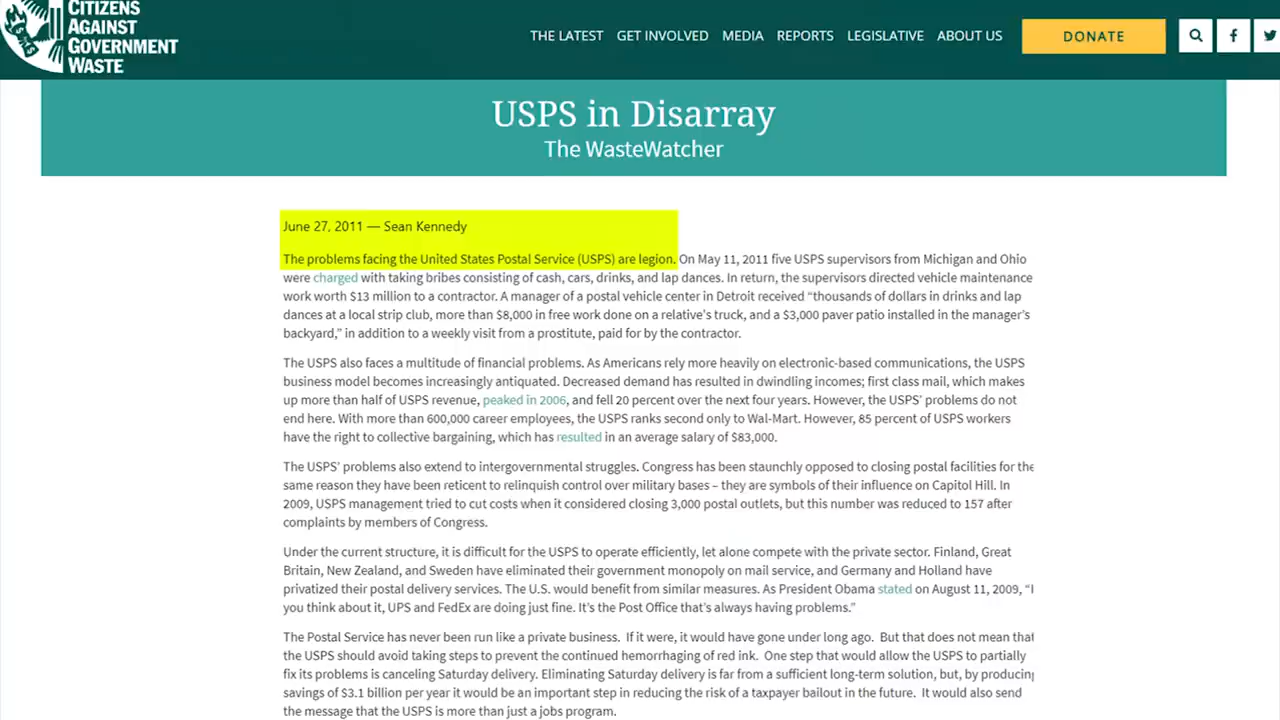 CITIZENS
AGAINST
GOVERNMENT
WASTE
THE LATEST GET INVOLVED MEDIA REPORTS LEGISLATIVE ABOUT US DONATE
USPS in Disarray
The WasteWatcher
June 27, 2011 — Sean Kennedy
The problems facing the United States Postal Service (USPS) are legion. On May 11, 2011 five USPS supervisors from Michigan and Ohio
were charged with taking bribes consisting of cash, cars, drinks, and lap dances. In return, the supervisors directed vehicle maintenance
work worth $13 million to a contractor. A manager of a postal vehicle center in Detroit received “thousands of dollars in drinks and lap
dances at a local strip club, more than $8,000 in free work done on a relative’s truck, and a $3,000 paver patio installed in the manager’s
backyard,” in addition to a weekly visit from a prostitute, paid for by the contractor.
The USPS also faces a multitude of financial problems. As Americans rely more heavily on electronic-based communications, the USPS
business model becomes increasingly antiquated. Decreased demand has resulted in dwindling incomes; first class mail, which makes
up more than half of USPS revenue, peaked in 2006, and fell 20 percent over the next four years. However, the USPS’ problems do not
end here. With more than 600,000 career employees, the USPS ranks second only to Wal-Mart. However, 85 percent of USPS workers
have the right to collective bargaining, which has resulted in an average salary of $83,000.
The USPS’ problems also extend to intergovernmental struggles. Congress has been staunchly opposed to closing postal facilities for the
same reason they have been reticent to relinquish control over military bases – they are symbols of their influence on Capitol Hill. In
2009, USPS management tried to cut costs when it considered closing 3,000 postal outlets, but this number was reduced to 157 after
complaints by members of Congress.
Under the current structure, it is difficult for the USPS to operate efficiently, let alone compete with the private sector. Finland, Great
Britain, New Zealand, and Sweden have eliminated their government monopoly on mail service, and Germany and Holland have
privatized their postal delivery services. The U.S. would benefit from similar measures. As President Obama stated on August 11, 2009, “I
you think about it, UPS and FedEx are doing just fine. It’s the Post Office that’s always having problems.”
The Postal Service has never been run like a private business. If it were, it would have gone under long ago. But that does not mean that
the USPS should avoid taking steps to prevent the continued hemorrhaging of red ink. One step that would allow the USPS to partially
fix its problems is canceling Saturday delivery. Eliminating Saturday delivery is far from a sufficient long-term solution, but, by producing
savings of $3.1 billion per year it would be an important step in reducing the risk of a taxpayer bailout in the future. It would also send
the message that the USPS is more than just a jobs program.